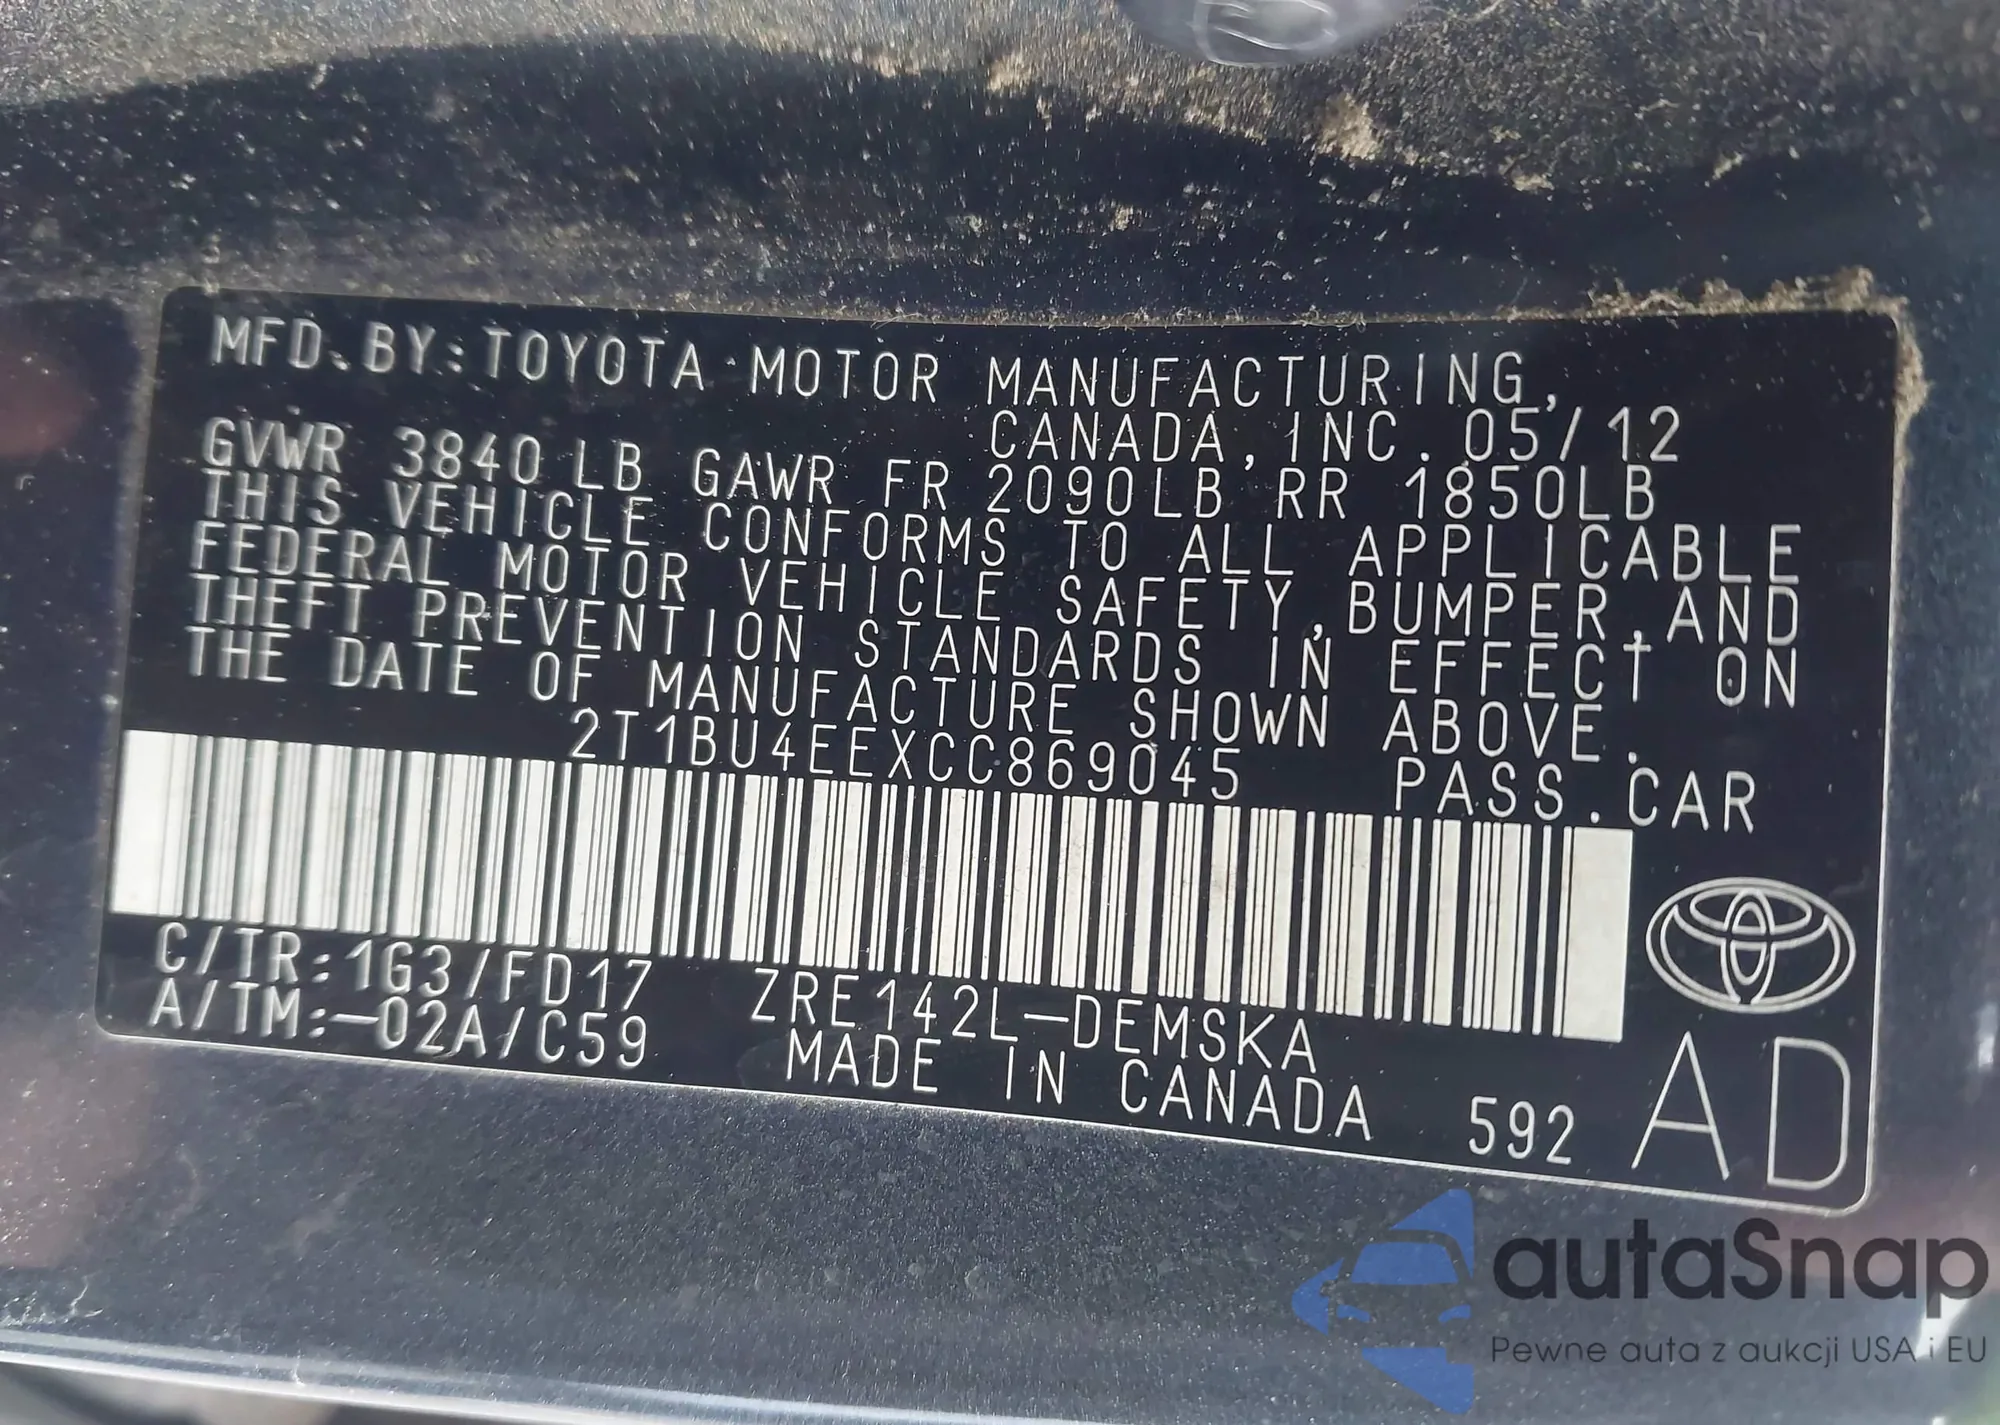 MFD. BY: TOYOTA MOTOR MANUFACTURING,
CANADA, INC. 05/12
GVWR 3840 LB GAWR FR 2090LB RR 1850LB
THIS VEHICLE CONFORMS TO ALL APPLICABLE
FEDERAL MOTOR VEHICLE SAFETY, BUMPER, AND
THEFT PREVENTION STANDARDS IN EFFECT ON
THE DATE OF MANUFACTURE SHOWN ABOVE.
2T1BU4EEXCC869045 PASS. CAR
C/TR: 1G3/FD17 ZRE142L-DEMSKA
A/TM: -02A/C59 MADE IN CANADA 592 AD
autaSnap
Pewne auta z aukcji USA i EU